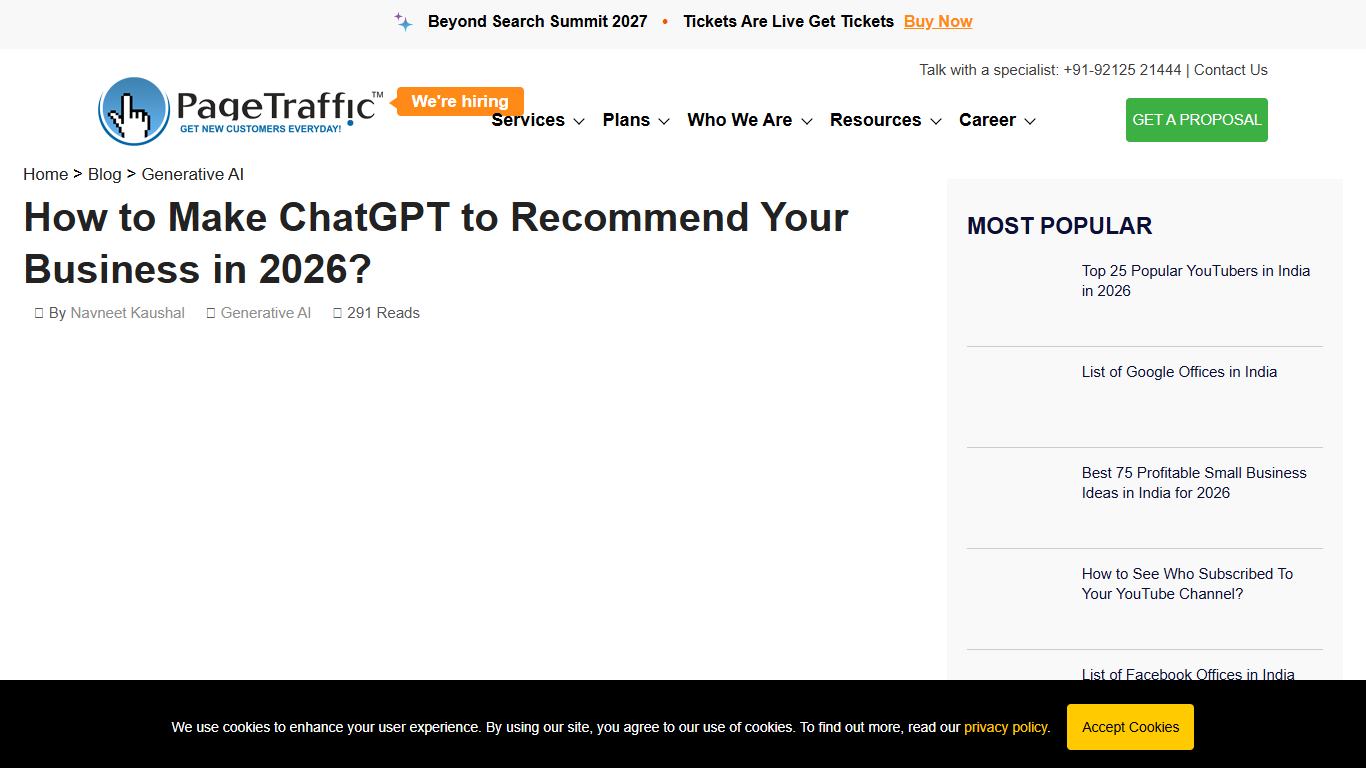 Beyond Search Summit 2027 • Tickets Are Live Get Tickets Buy Now
Talk with a specialist: +91-92125 21444 | Contact Us
PageTraffic™
GET NEW CUSTOMERS EVERYDAY!
We're hiring
Services Plans Who We Are Resources Career
GET A PROPOSAL
Home > Blog > Generative AI
How to Make ChatGPT to Recommend Your
Business in 2026?
By Navneet Kaushal Generative AI 291 Reads
MOST POPULAR
Top 25 Popular YouTubers in India
in 2026
List of Google Offices in India
Best 75 Profitable Small Business
Ideas in India for 2026
How to See Who Subscribed To
Your YouTube Channel?
List of Facebook Offices in India
We use cookies to enhance your user experience. By using our site, you agree to our use of cookies. To find out more, read our privacy policy.
Accept Cookies